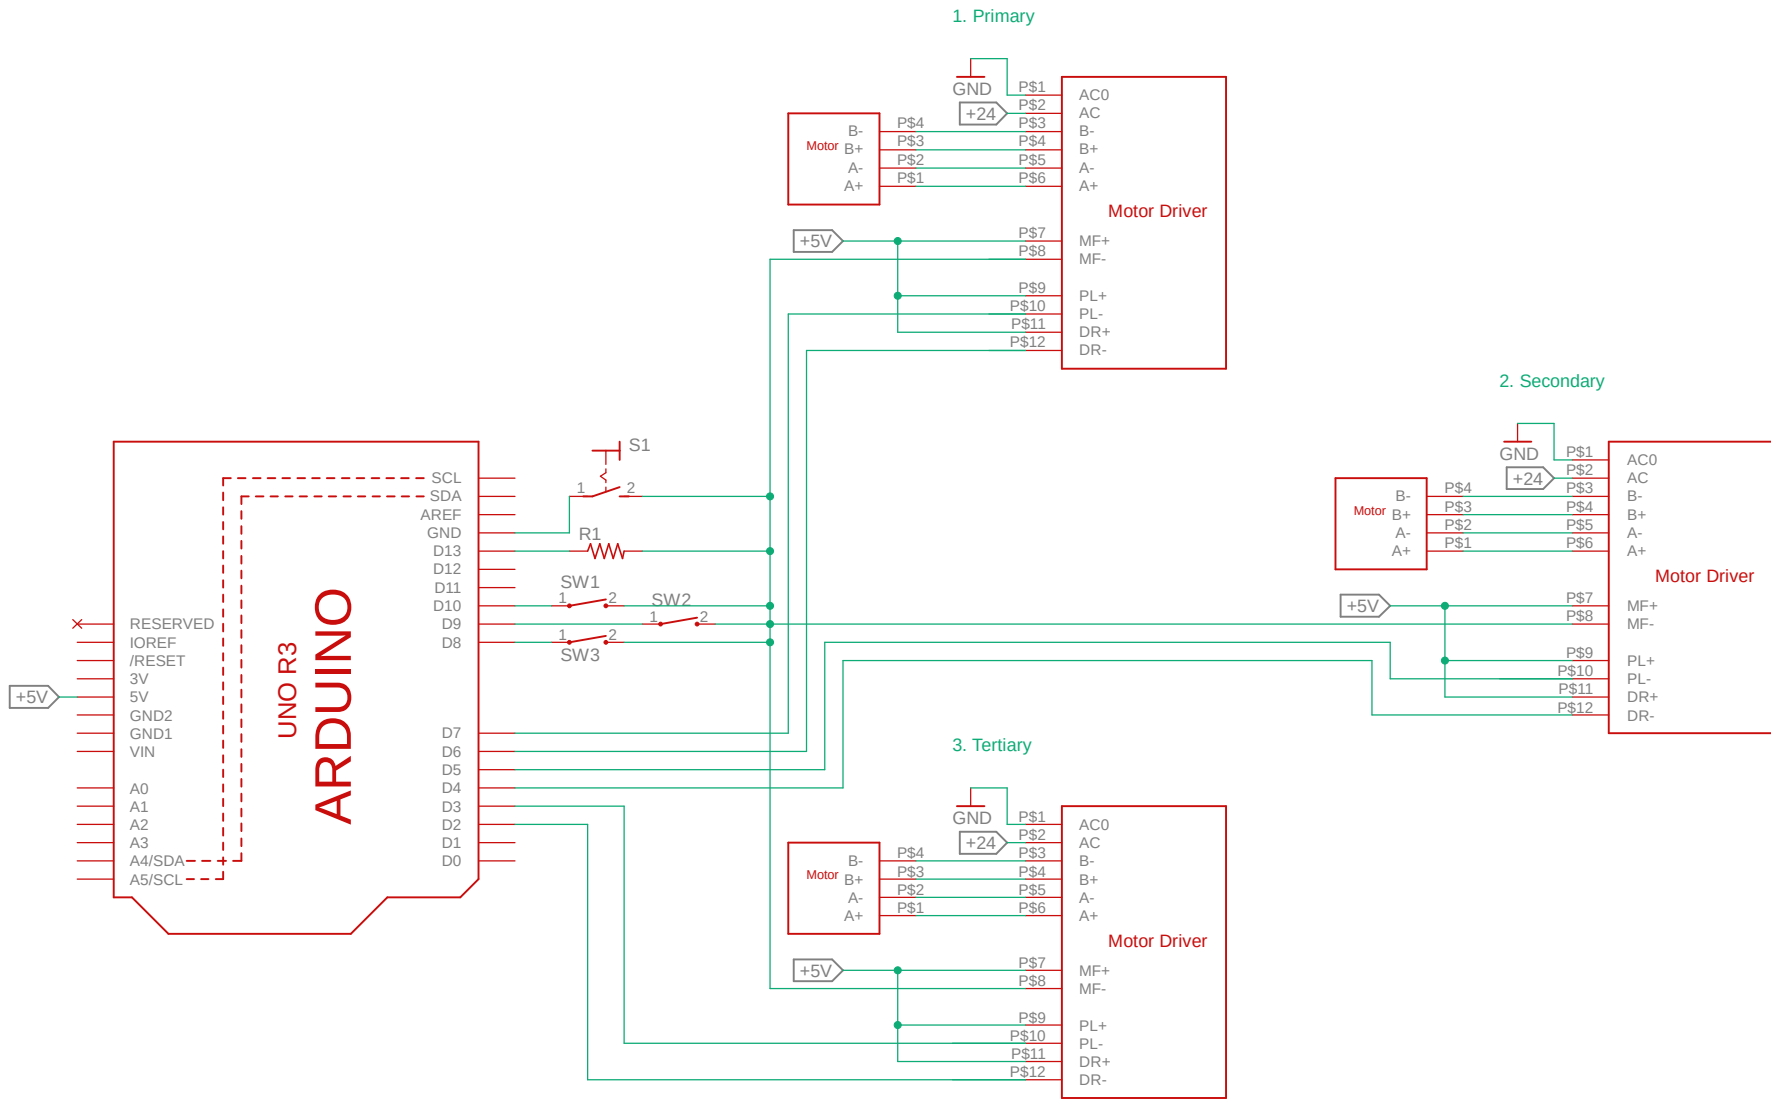 1. Primary
GND
+24
P$1 AC0
P$2 AC
P$3 B-
P$4 B+
P$5 A-
P$6 A+
Motor
B- P$4
B+ P$3
A- P$2
A+ P$1
Motor Driver
+5V
P$7 MF+
P$8 MF-
P$9 PL+
P$10 PL-
P$11 DR+
P$12 DR-
2. Secondary
GND
+24
P$1 AC0
P$2 AC
P$3 B-
P$4 B+
P$5 A-
P$6 A+
Motor
B- P$4
B+ P$3
A- P$2
A+ P$1
Motor Driver
+5V
P$7 MF+
P$8 MF-
P$9 PL+
P$10 PL-
P$11 DR+
P$12 DR-
S1
1 2
R1
SW1
1 2
SW2
1 2
1 2
SW3
SCL
SDA
AREF
GND
D13
D12
D11
D10
D9
D8
D7
D6
D5
D4
D3
D2
D1
D0
UNO R3
ARDUINO
RESERVED
IOREF
/RESET
3V
+5V
5V
GND2
GND1
VIN
A0
A1
A2
A3
A4/SDA
A5/SCL
3. Tertiary
GND
+24
P$1 AC0
P$2 AC
P$3 B-
P$4 B+
P$5 A-
P$6 A+
Motor
B- P$4
B+ P$3
A- P$2
A+ P$1
Motor Driver
+5V
P$7 MF+
P$8 MF-
P$9 PL+
P$10 PL-
P$11 DR+
P$12 DR-